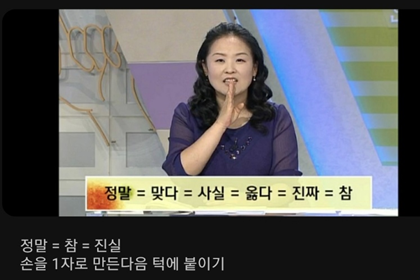 정말 = 맞다 = 사실 = 옳다 = 진짜 = 참
정말 = 참 = 진실
손을 1자로 만든다음 턱에 붙이기